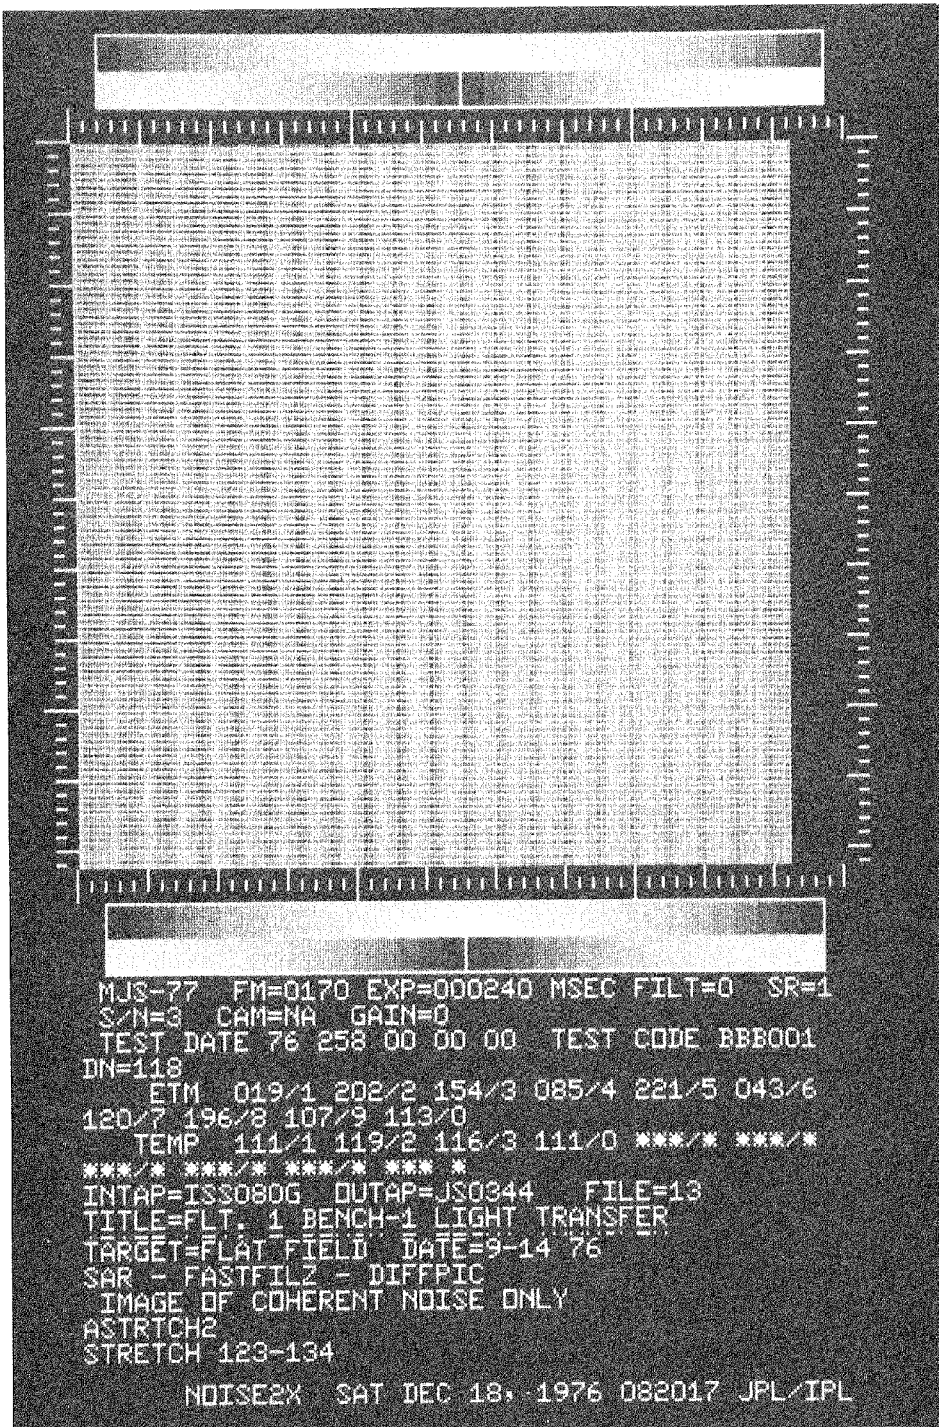 MJS-77 FM=0170 EXP=000240 MSEC FILT=0 SR=1
S/N=3 CAM=NA GAIN=0
TEST DATE 76 258 00 00 00 TEST CODE BBB001
DN=118
ETM 019/1 202/2 154/3 085/4 221/5 043/6
120/7 196/8 107/9 113/0
TEMP 111/1 119/2 116/3 111/0 ***/* ***/*
***/* ***/* ***/* *** *
INTAP=ISS080G OUTAP=JS0344 FILE=13
TITLE=FLT. 1 BENCH-1 LIGHT TRANSFER
TARGET=FLAT FIELD DATE=9-14 76
SAR - FASTFIL2 - DIFFPIC
IMAGE OF COHERENT NOISE ONLY
ASTRTCH2
STRETCH 123-134
NOISE2X SAT DEC 18, 1976 082017 JPL/IPL